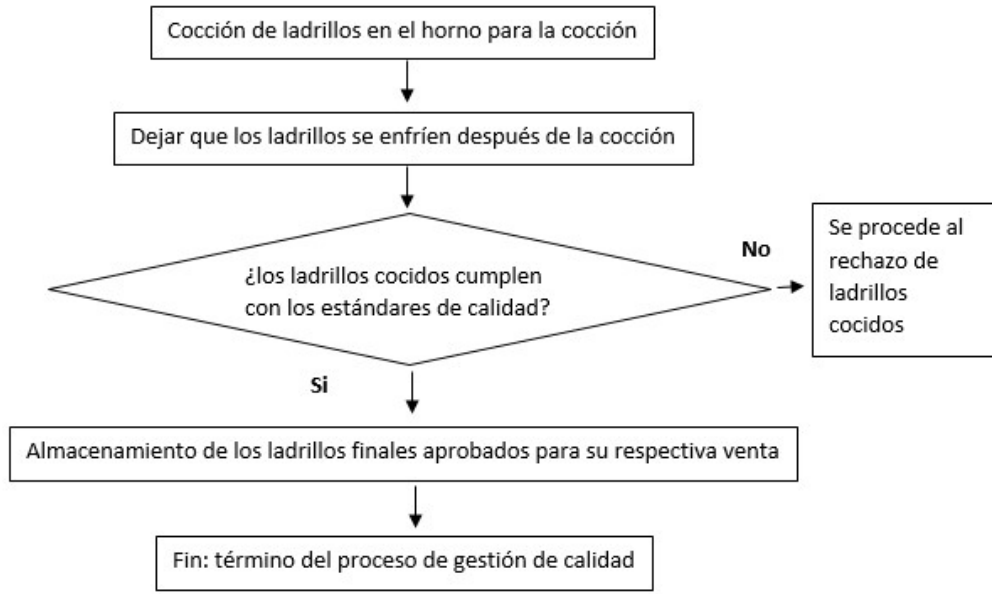 Cocción de ladrillos en el horno para la cocción
Dejar que los ladrillos se enfríen después de la cocción
¿los ladrillos cocidos cumplen
con los estándares de calidad?
No
Se procede al
rechazo de
ladrillos
cocidos
Si
Almacenamiento de los ladrillos finales aprobados para su respectiva venta
Fin: término del proceso de gestión de calidad